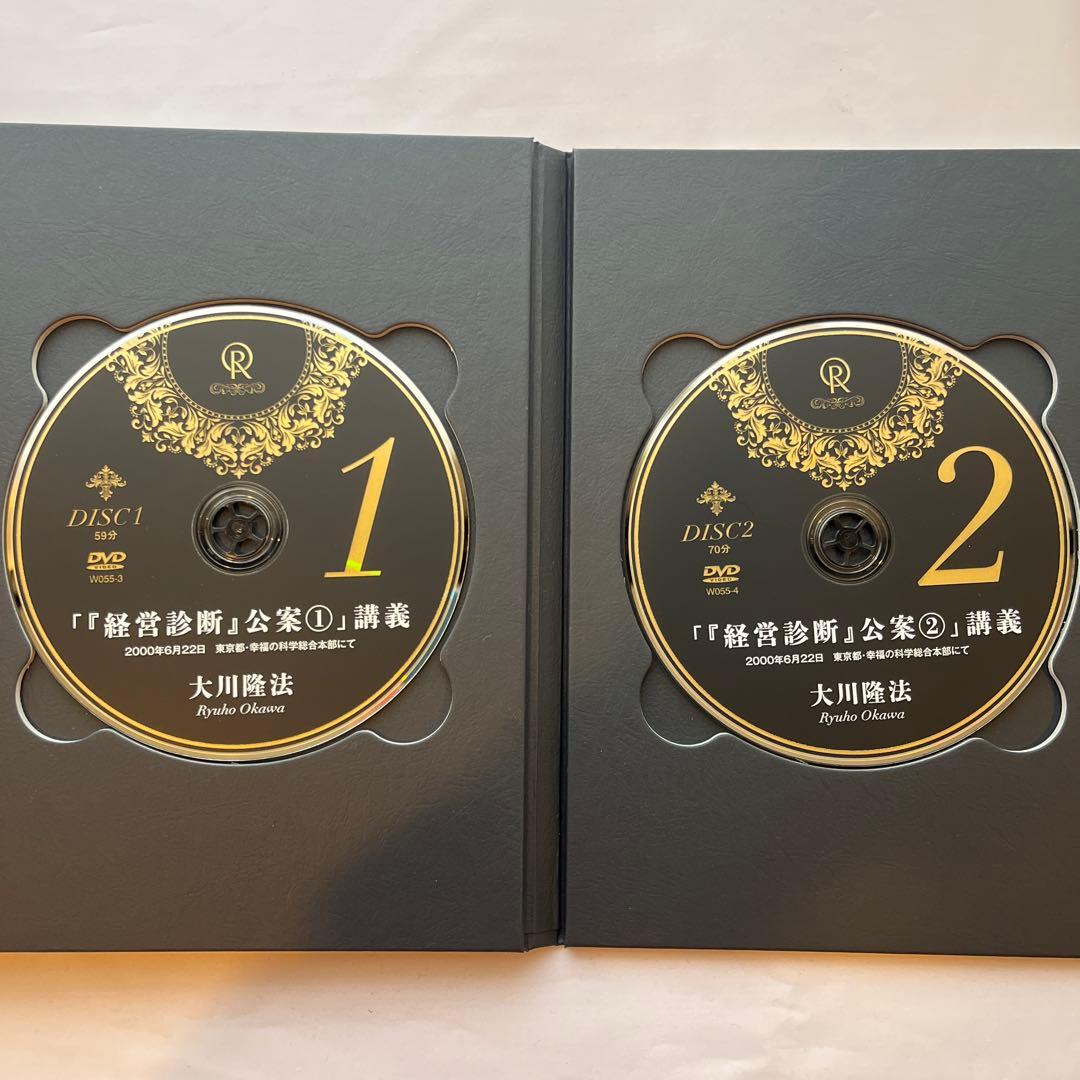 R
1
DISC1
59分
DVD
VIDEO
W055-3
「『経営診断』公案①」講義
2000年6月22日 東京都・幸福の科学総合本部にて
大川隆法
Ryuho Okawa
R
2
DISC2
70分
DVD
VIDEO
W055-4
「『経営診断』公案②」講義
2000年6月22日 東京都・幸福の科学総合本部にて
大川隆法
Ryuho Okawa